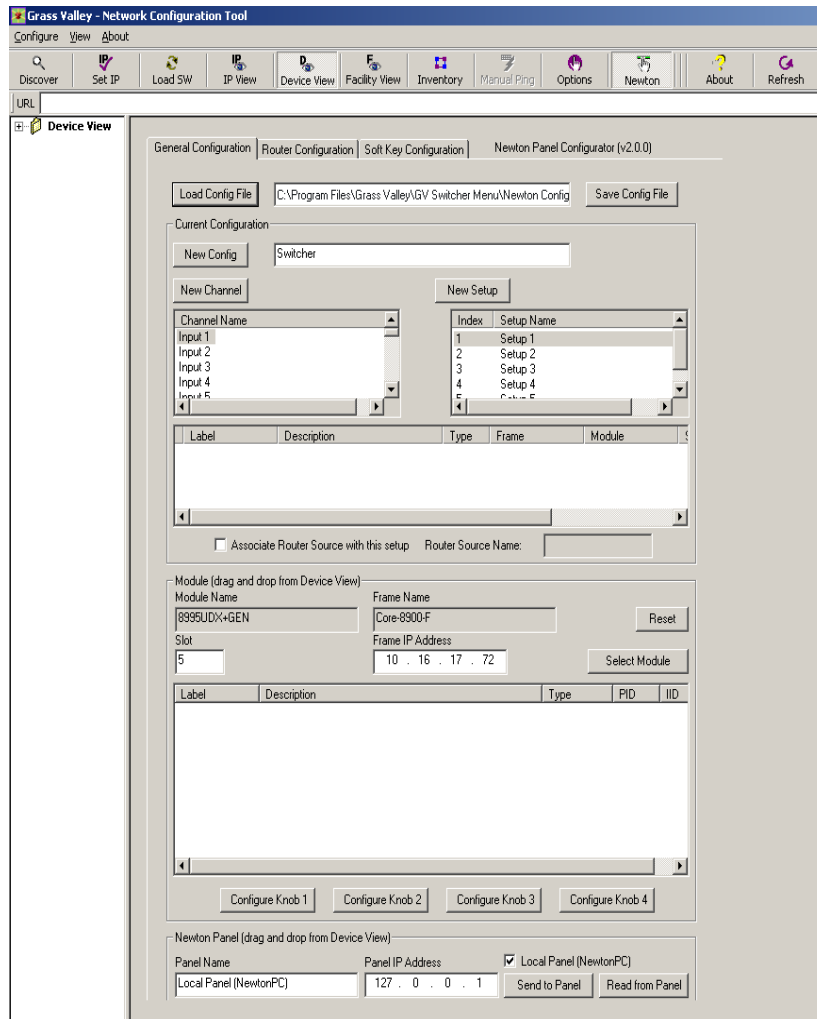 Grass Valley - Network Configuration Tool
Configure View About
Discover Set IP Load SW IP View Device View Facility View Inventory Manual Ping Options Newton About Refresh
URL
Device View
General Configuration Router Configuration Soft Key Configuration Newton Panel Configurator (v2.0.0)
Load Config File C:\Program Files\Grass Valley\GV Switcher Menu\Newton Config Save Config File
Current Configuration
New Config Switcher
New Channel New Setup
Channel Name Index Setup Name
Input 1 1 Setup 1
Input 2 2 Setup 2
Input 3 3 Setup 3
Input 4 4 Setup 4
Input 5 5 Setup 5
Label Description Type Frame Module S
Associate Router Source with this setup Router Source Name:
Module (drag and drop from Device View)
Module Name Frame Name
8995UDX+GEN Core-8900-F Reset
Slot Frame IP Address
5 10 . 16 . 17 . 72 Select Module
Label Description Type PID IID
Configure Knob 1 Configure Knob 2 Configure Knob 3 Configure Knob 4
Newton Panel (drag and drop from Device View)
Panel Name Panel IP Address Local Panel (NewtonPC)
Local Panel (NewtonPC) 127 . 0 . 0 . 1 Send to Panel Read from Panel